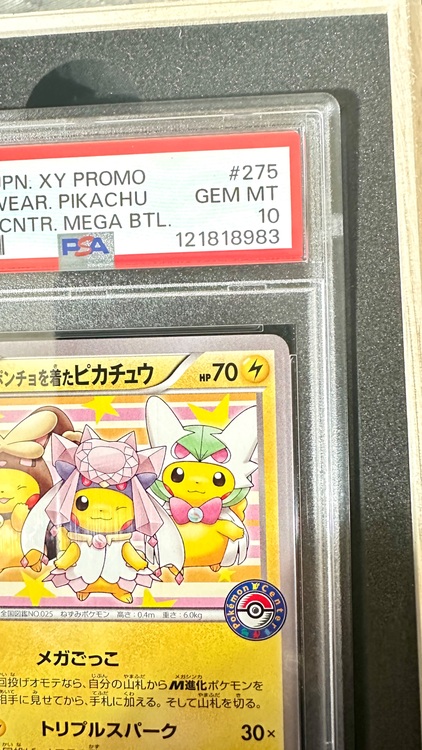 JPN. XY PROMO #275
WEAR. PIKACHU GEM MT
CNTR. MEGA BTL. 10
PSA 121818983
ポンチョを着たピカチュウ HP70
全国図鑑NO.025 ねずみポケモン 高さ：0.4m 重さ：6.0kg
Pokémon Center
メガごっこ
回投げオモテなら、自分の山札からM進化ポケモンを
相手に見せてから、手札に加える。そして山札を切る。
トリプルスパーク 30×